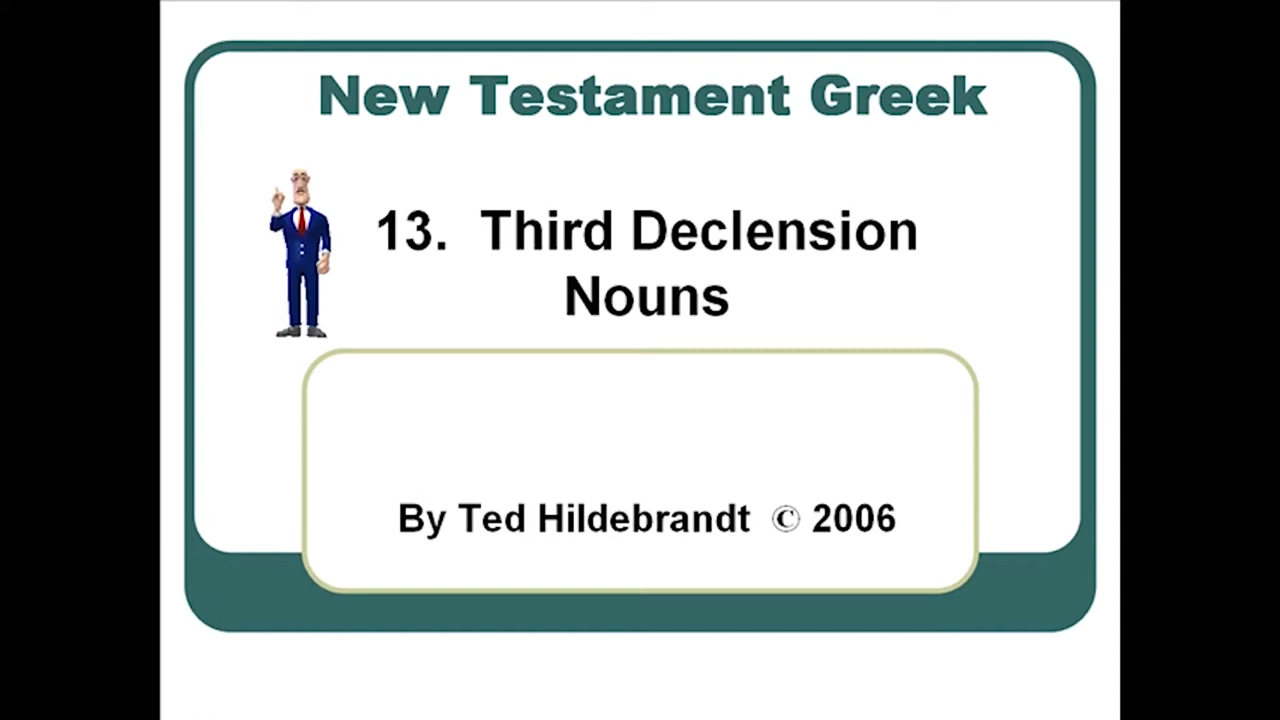 New Testament Greek
13. Third Declension
Nouns
By Ted Hildebrandt © 2006